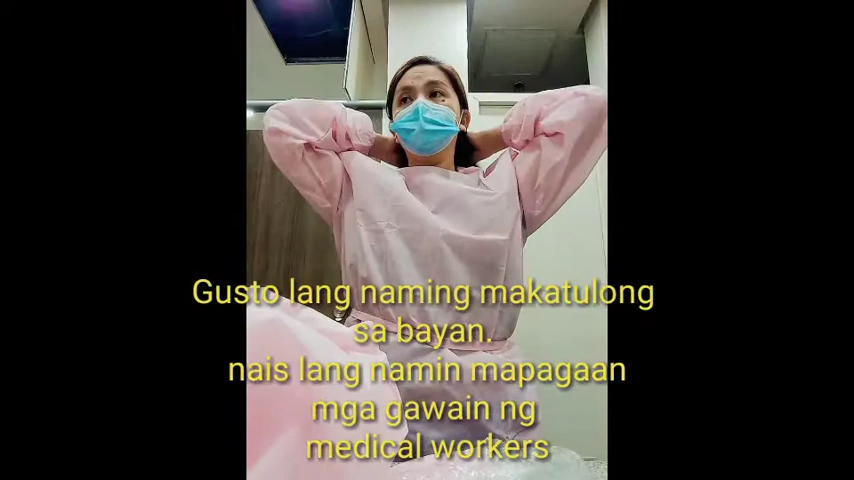 Gusto lang naming makatulong
sa bayan.
nais lang namin mapagaan
mga gawain ng
medical workers